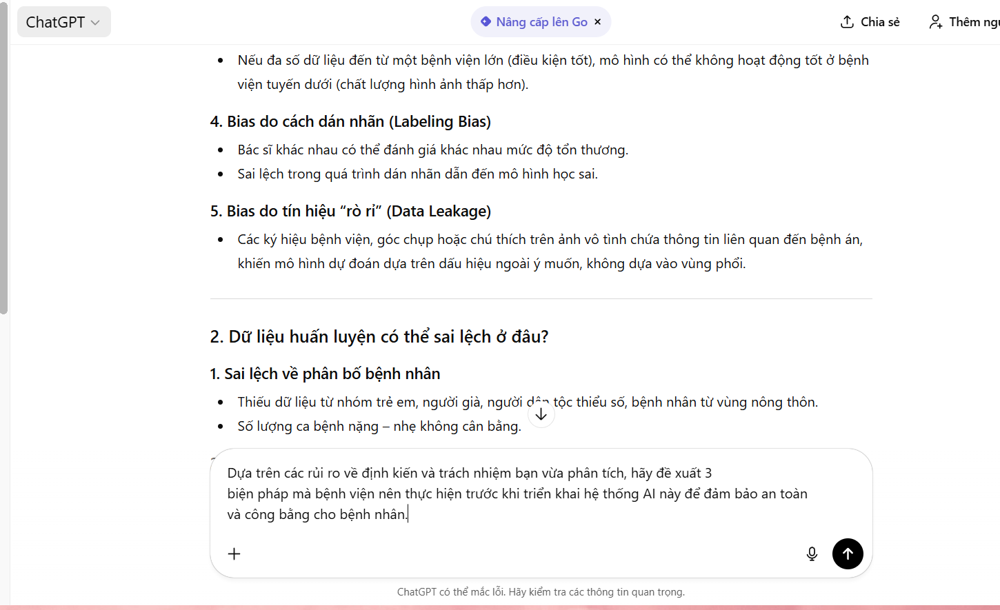 ChatGPT
Nâng cấp lên Go ×
Chia sẻ
Thêm ngư
Nếu đa số dữ liệu đến từ một bệnh viện lớn (điều kiện tốt), mô hình có thể không hoạt động tốt ở bệnh
viện tuyến dưới (chất lượng hình ảnh thấp hơn).
4. Bias do cách dán nhãn (Labeling Bias)
Bác sĩ khác nhau có thể đánh giá khác nhau mức độ tổn thương.
Sai lệch trong quá trình dán nhãn dẫn đến mô hình học sai.
5. Bias do tín hiệu “rò rỉ” (Data Leakage)
Các ký hiệu bệnh viện, góc chụp hoặc chú thích trên ảnh vô tình chứa thông tin liên quan đến bệnh án,
khiến mô hình dự đoán dựa trên dấu hiệu ngoài ý muốn, không dựa vào vùng phổi.
2. Dữ liệu huấn luyện có thể sai lệch ở đâu?
1. Sai lệch về phân bố bệnh nhân
Thiếu dữ liệu từ nhóm trẻ em, người già, người dân tộc thiểu số, bệnh nhân từ vùng nông thôn.
Số lượng ca bệnh nặng – nhẹ không cân bằng.
Dựa trên các rủi ro về định kiến và trách nhiệm bạn vừa phân tích, hãy đề xuất 3
biện pháp mà bệnh viện nên thực hiện trước khi triển khai hệ thống AI này để đảm bảo an toàn
và công bằng cho bệnh nhân.
ChatGPT có thể mắc lỗi. Hãy kiểm tra các thông tin quan trọng.